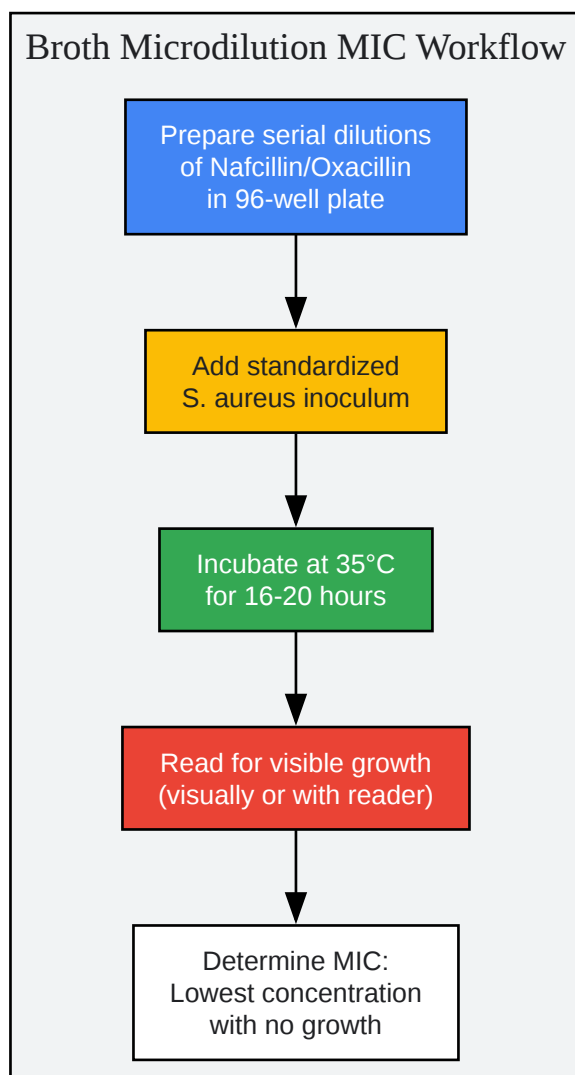 Broth Microdilution MIC Workflow
Prepare serial dilutions
of Nafcillin/Oxacillin
in 96-well plate
Add standardized
S. aureus inoculum
Incubate at 35°C
for 16-20 hours
Read for visible growth
(visually or with reader)
Determine MIC:
Lowest concentration
with no growth